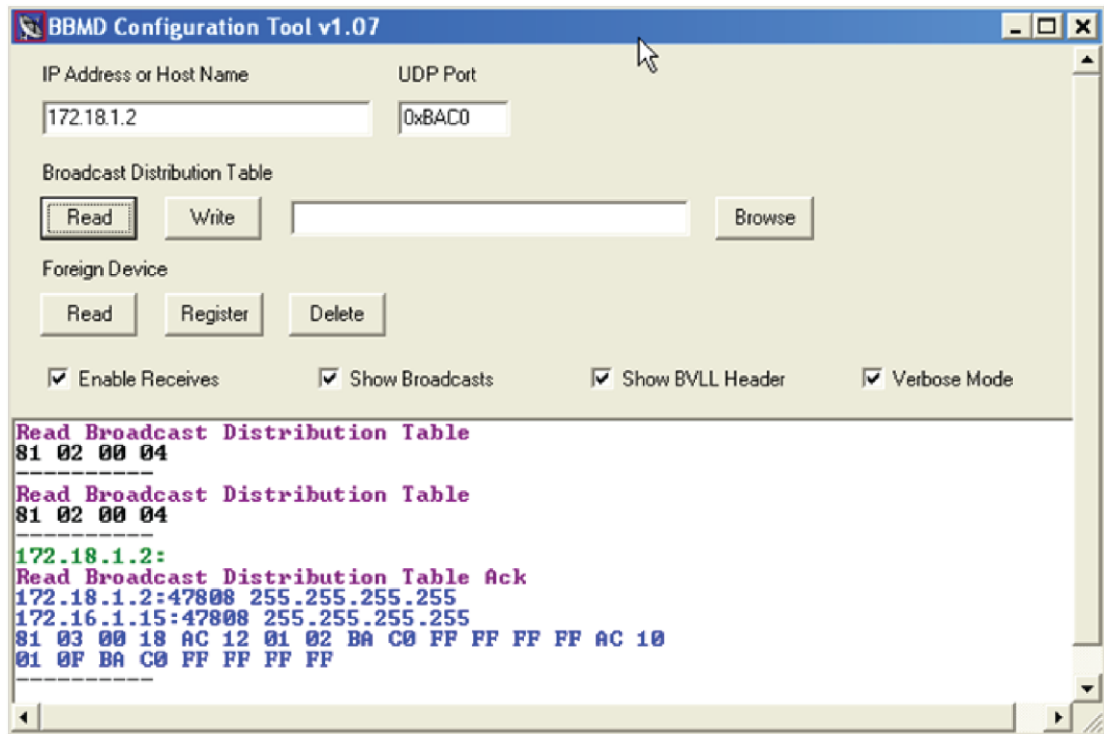 BBMD Configuration Tool v1.07
IP Address or Host Name UDP Port
172.18.1.2 0xBAC0
Broadcast Distribution Table
Read Write Browse
Foreign Device
Read Register Delete
Enable Receives Show Broadcasts Show BVLL Header Verbose Mode
Read Broadcast Distribution Table
81 02 00 04
----------
Read Broadcast Distribution Table
81 02 00 04
----------
172.18.1.2:
Read Broadcast Distribution Table Ack
172.18.1.2:47808 255.255.255.255
172.16.1.15:47808 255.255.255.255
81 03 00 18 AC 12 01 02 BA C0 FF FF FF FF AC 10
01 0F BA C0 FF FF FF FF
----------